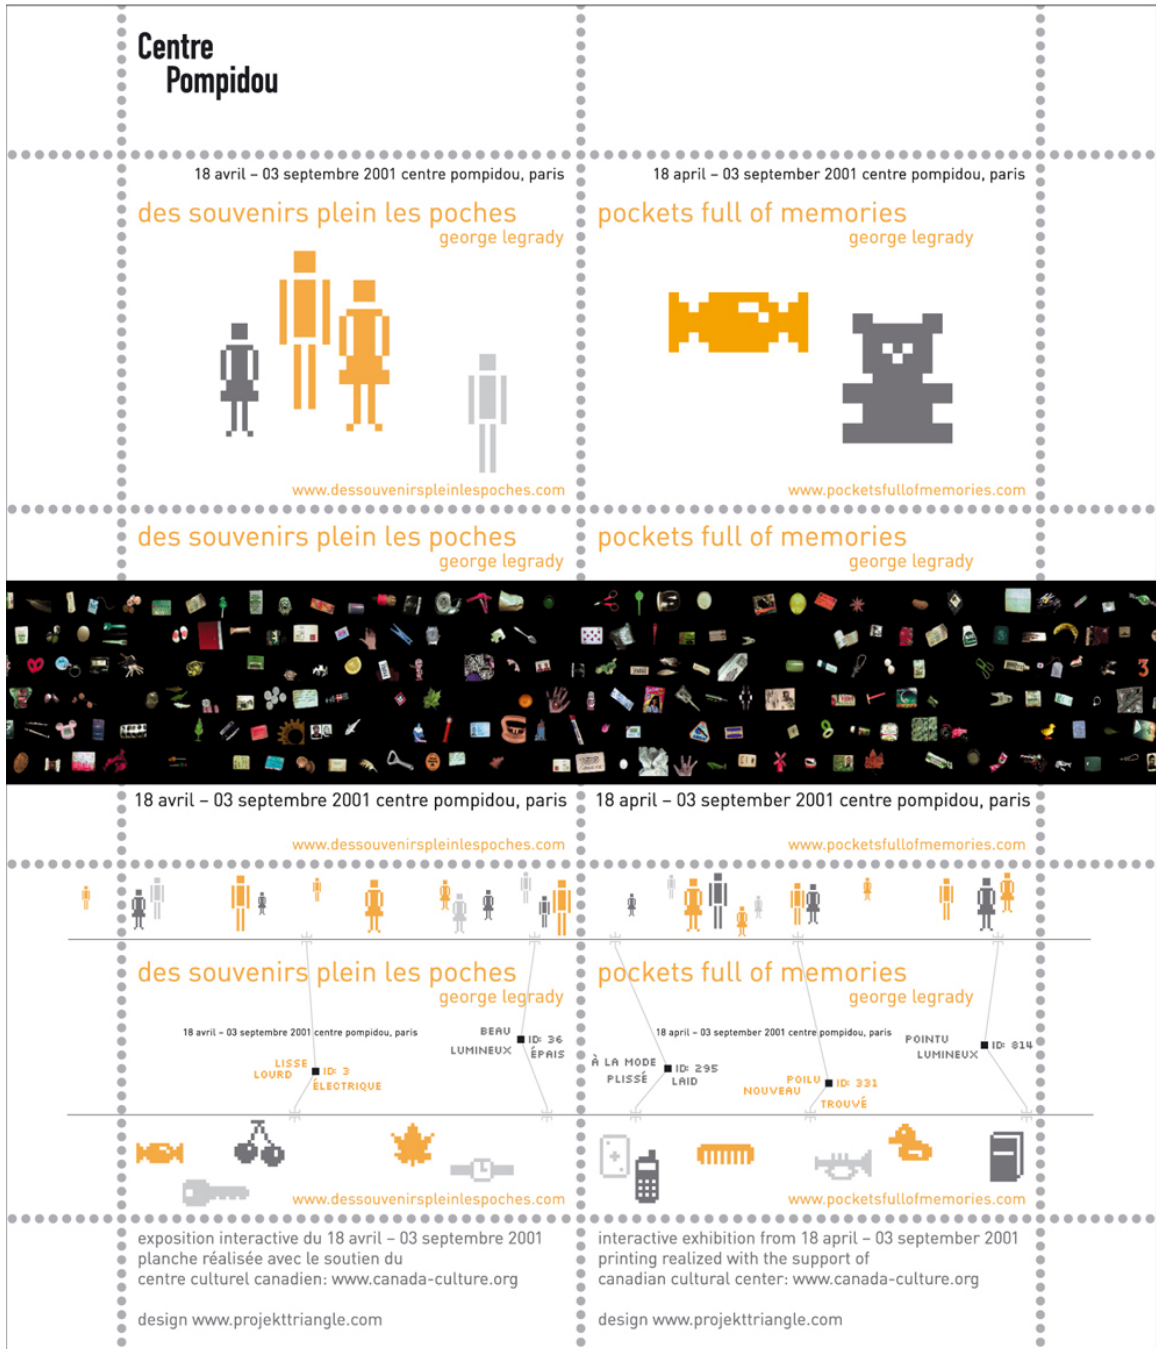 Centre
Pompidou
18 avril – 03 septembre 2001 centre pompidou, paris
des souvenirs plein les poches
george legrady
www.dessouvenirspleinlespoches.com
18 april – 03 september 2001 centre pompidou, paris
pockets full of memories
george legrady
www.pocketsfullofmemories.com
des souvenirs plein les poches
george legrady
pockets full of memories
george legrady
18 avril – 03 septembre 2001 centre pompidou, paris
www.dessouvenirspleinlespoches.com
18 april – 03 september 2001 centre pompidou, paris
www.pocketsfullofmemories.com
des souvenirs plein les poches
george legrady
18 avril – 03 septembre 2001 centre pompidou, paris
BEAU
ID: 36
LUMINEUX
ÉPAIS
LISSE
LOURD
ID: 3
ÉLECTRIQUE
www.dessouvenirspleinlespoches.com
pockets full of memories
george legrady
18 april – 03 september 2001 centre pompidou, paris
POINTU
ID: 814
LUMINEUX
À LA MODE
ID: 295
PLISSÉ
LAID
POILU
ID: 331
NOUVEAU
TROUVÉ
www.pocketsfullofmemories.com
exposition interactive du 18 avril – 03 septembre 2001
planche réalisée avec le soutien du
centre culturel canadien: www.canada-culture.org
design www.projekttriangle.com
interactive exhibition from 18 april – 03 september 2001
printing realized with the support of
canadian cultural center: www.canada-culture.org
design www.projekttriangle.com